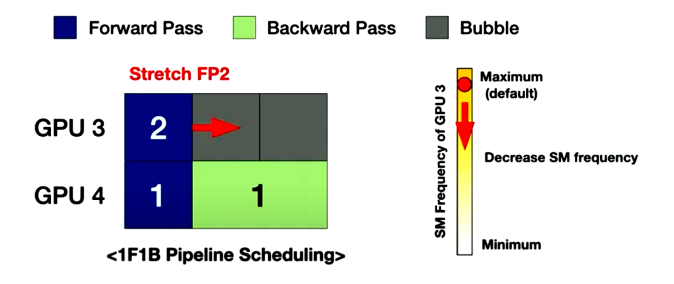 Forward Pass
Backward Pass
Bubble
Stretch FP2
GPU 3
2
GPU 4
1
1
<1F1B Pipeline Scheduling>
SM Frequency of GPU 3
Maximum
(default)
Decrease SM frequency
Minimum